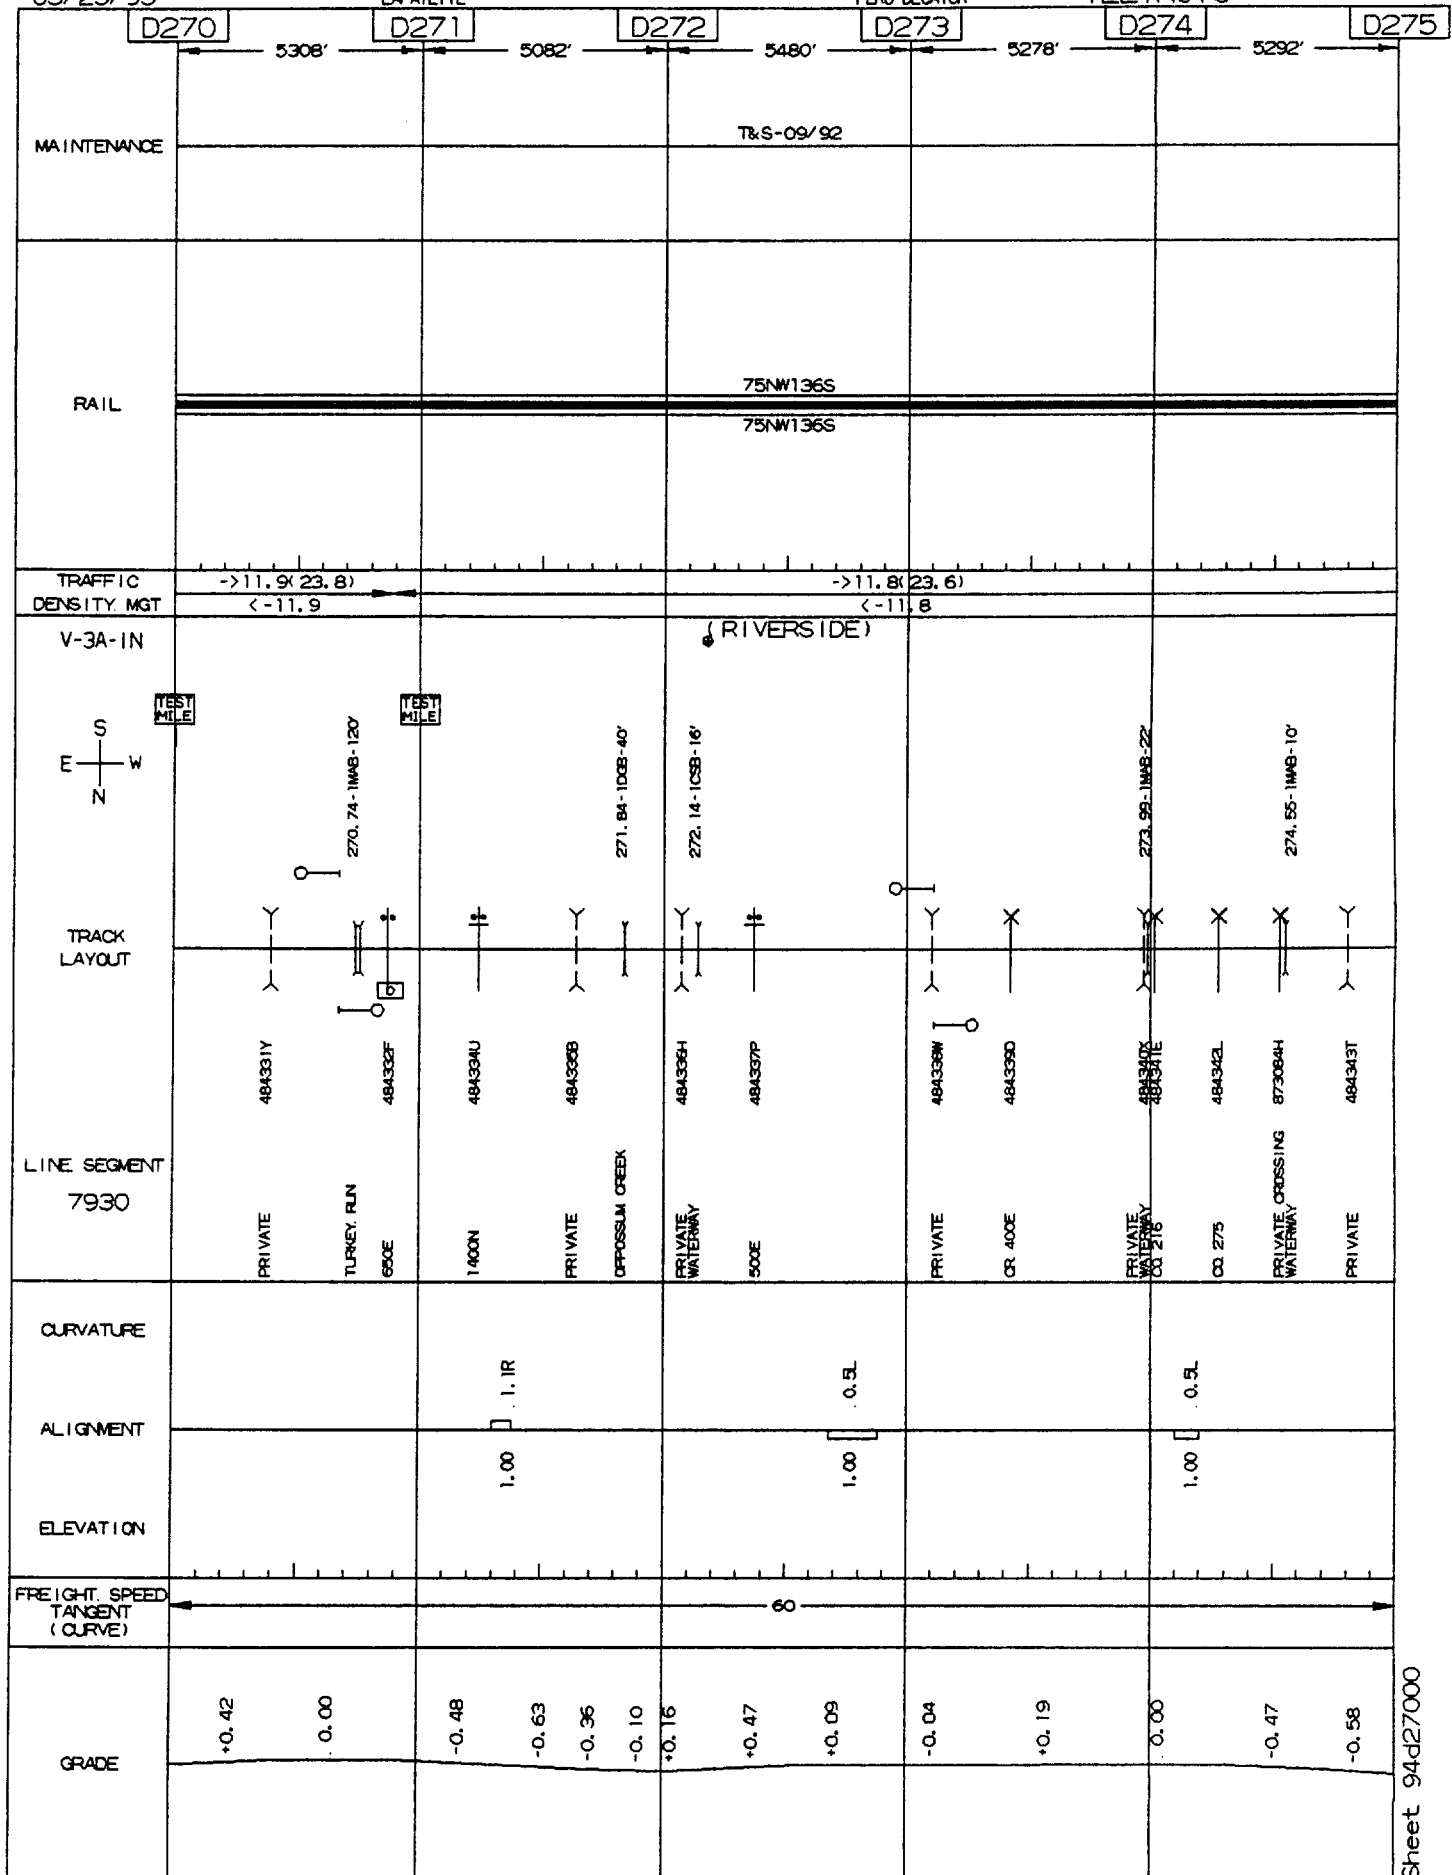 D270 D271 D272 D273 D274 D275
5308' 5082' 5480' 5278' 5292'
MAINTENANCE
T&S-09/92
RAIL
75NW136S
75NW136S
TRAFFIC
DENSITY. MGT
->11.9(23.8) ->11.8(23.6)
<-11.9 <-11.8
V-3A-IN
(RIVERSIDE)
TEST MILE
TEST MILE
S
E W
N
270.74-1MAB-120'
271.84-1DGB-40'
272.14-1CSB-16'
273.99-1MAB-22'
274.55-1MAB-10'
TRACK
LAYOUT
484331Y
484332F
484334U
484335B
484336H
484337P
484338W
484339D
484340X
484341E
484342L
873084H
484343T
LINE SEGMENT
7930
PRIVATE
TURKEY. RUN
650E
1400N
PRIVATE
OPPOSSUM CREEK
PRIVATE
WATERWAY
500E
PRIVATE
CR 400E
PRIVATE
WATERWAY
CO. 216
CO. 275
PRIVATE CROSSING
WATERWAY
PRIVATE
CURVATURE
1.1R 0.5L 0.5L
ALIGNMENT
1.00 1.00 1.00
ELEVATION
FREIGHT. SPEED
TANGENT
(CURVE)
60
GRADE
+0.42
0.00
-0.48
-0.63
-0.36
-0.10
+0.16
+0.47
+0.09
-0.04
+0.19
0.00
-0.47
-0.58
Sheet 94d27000